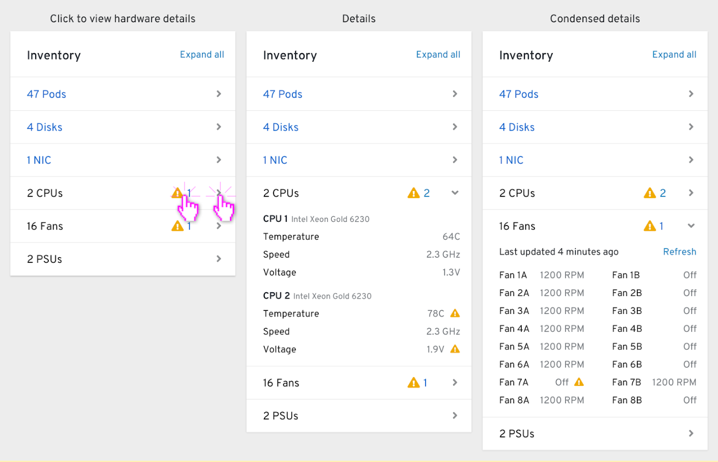 Click to view hardware details
Inventory
Expand all
47 Pods
4 Disks
1 NIC
2 CPUs
1
16 Fans
1
2 PSUs
Details
Inventory
Expand all
47 Pods
4 Disks
1 NIC
2 CPUs
2
CPU 1 Intel Xeon Gold 6230
Temperature 64C
Speed 2.3 GHz
Voltage 1.3V
CPU 2 Intel Xeon Gold 6230
Temperature 78C
Speed 2.3 GHz
Voltage 1.9V
16 Fans
1
2 PSUs
Condensed details
Inventory
Expand all
47 Pods
4 Disks
1 NIC
2 CPUs
2
16 Fans
1
Last updated 4 minutes ago
Refresh
Fan 1A 1200 RPM Fan 1B Off
Fan 2A 1200 RPM Fan 2B Off
Fan 3A 1200 RPM Fan 3B Off
Fan 4A 1200 RPM Fan 4B Off
Fan 5A 1200 RPM Fan 5B Off
Fan 6A 1200 RPM Fan 6B Off
Fan 7A Off Fan 7B 1200 RPM
Fan 8A 1200 RPM Fan 8B Off
2 PSUs